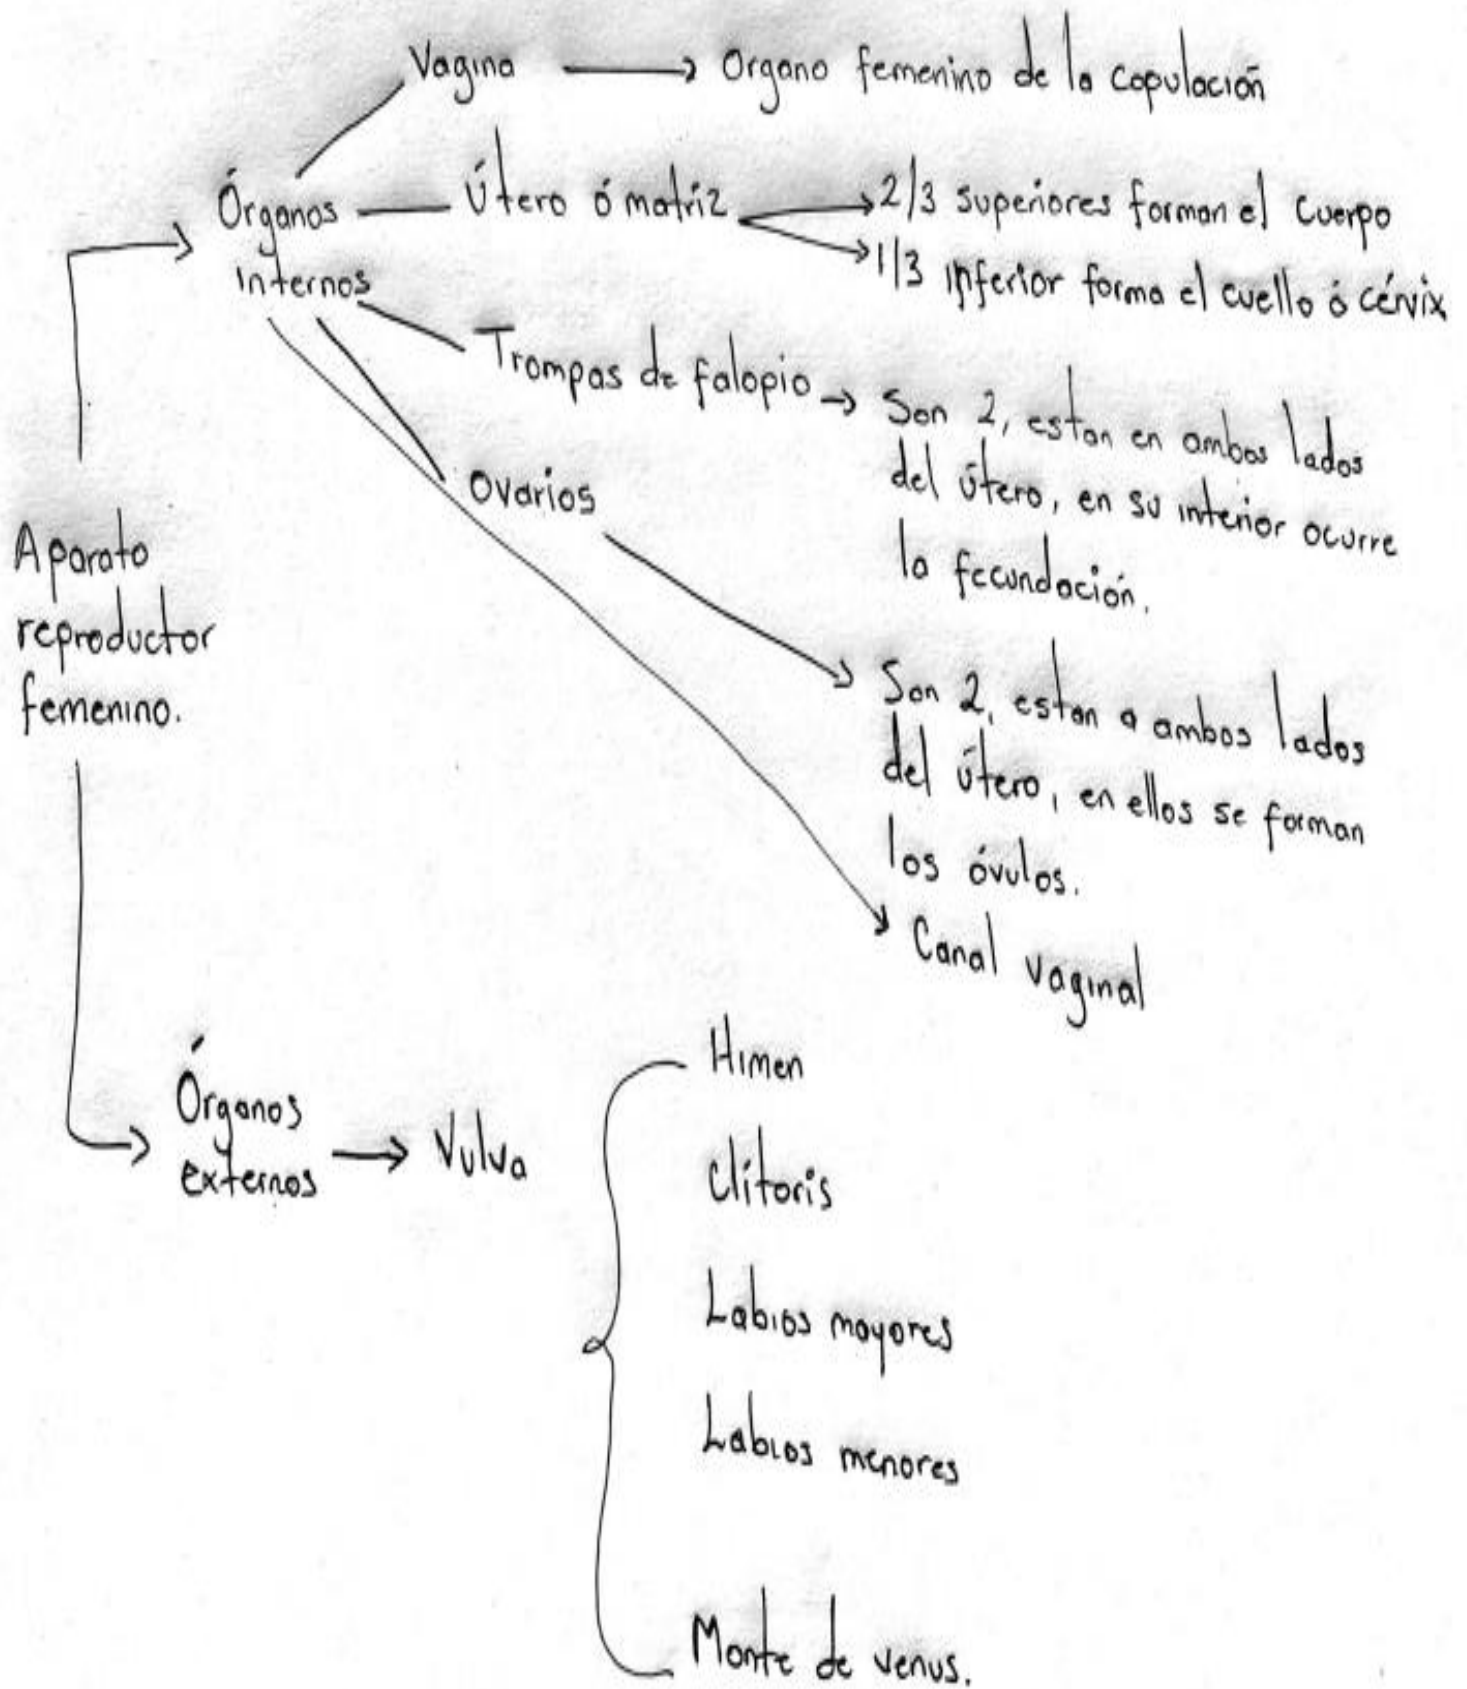 Vagina → Organo femenino de la copulación
Órganos
internos
Útero ó matriz
2/3 superiores forman el cuerpo
1/3 inferior forma el cuello ó cérvix
Trompas de falopio → Son 2, estan en ambos lados
del útero, en su interior ocurre
la fecundación.
Ovarios
Son 2, estan a ambos lados
del útero, en ellos se forman
los óvulos.
Canal vaginal
Aparato
reproductor
femenino.
Órganos
externos → Vulva
Himen
Clítoris
Labios mayores
Labios menores
Monte de venus.